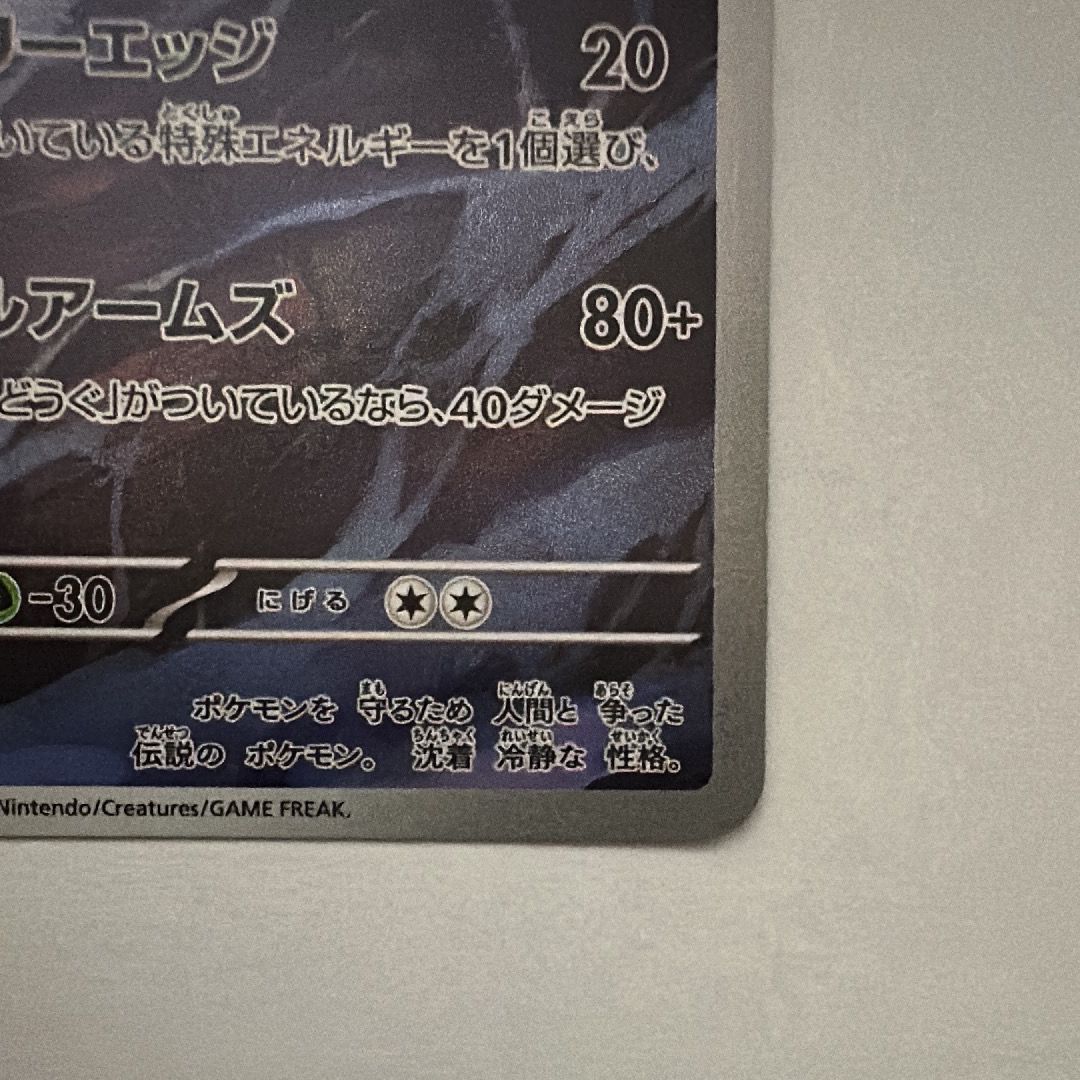 ーエッジ 20
いている特殊エネルギーを1個選び、
ルアームズ 80+
どうぐ」がついているなら、40ダメージ
-30 にげる
ポケモンを 守るため 人間と 争った
伝説の ポケモン。 沈着 冷静な 性格。
Nintendo/Creatures/GAME FREAK.